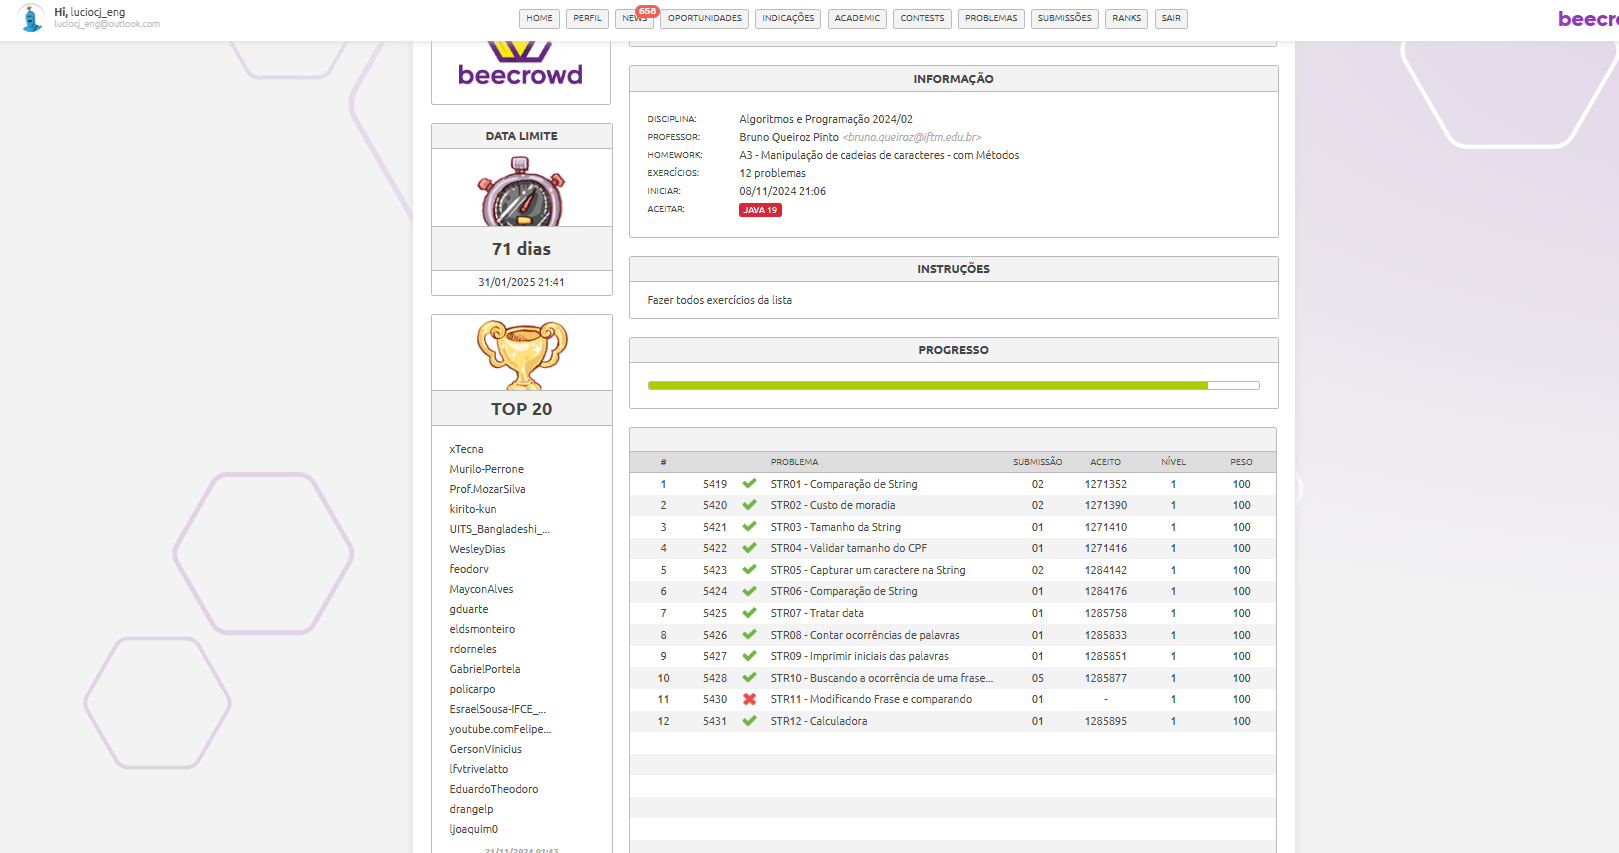 Hi, luciocj_eng
luciocj_eng@outlook.com
HOME PERFIL NEWS 658 OPORTUNIDADES INDICAÇÕES ACADEMIC CONTESTS PROBLEMAS SUBMISSÕES RANKS SAIR
beecro
beecrowd
DATA LIMITE
71 dias
31/01/2025 21:41
TOP 20
xTecna
Murilo-Perrone
Prof.MozarSilva
kirito-kun
UITS_Bangladeshi_...
WesleyDias
feodorv
MayconAlves
gduarte
eldsmonteiro
rdorneles
GabrielPortela
policarpo
EsraelSousa-IFCE_...
youtube.comFelipe...
GersonVinicius
lfvtrivelatto
EduardoTheodoro
drangelp
ljoaquim0
21/11/2024 01:43
INFORMAÇÃO
DISCIPLINA: Algoritmos e Programação 2024/02
PROFESSOR: Bruno Queiroz Pinto <bruno.queiroz@iftm.edu.br>
HOMEWORK: A3 - Manipulação de cadeias de caracteres - com Métodos
EXERCÍCIOS: 12 problemas
INICIAR: 08/11/2024 21:06
ACEITAR: JAVA 19
INSTRUÇÕES
Fazer todos exercícios da lista
PROGRESSO
# PROBLEMA SUBMISSÃO ACEITO NÍVEL PESO
1 5419 STR01 - Comparação de String 02 1271352 1 100
2 5420 STR02 - Custo de moradia 02 1271390 1 100
3 5421 STR03 - Tamanho da String 01 1271410 1 100
4 5422 STR04 - Validar tamanho do CPF 01 1271416 1 100
5 5423 STR05 - Capturar um caractere na String 02 1284142 1 100
6 5424 STR06 - Comparação de String 01 1284176 1 100
7 5425 STR07 - Tratar data 01 1285758 1 100
8 5426 STR08 - Contar ocorrências de palavras 01 1285833 1 100
9 5427 STR09 - Imprimir iniciais das palavras 01 1285851 1 100
10 5428 STR10 - Buscando a ocorrência de uma frase... 05 1285877 1 100
11 5430 STR11 - Modificando Frase e comparando 01 - 1 100
12 5431 STR12 - Calculadora 01 1285895 1 100